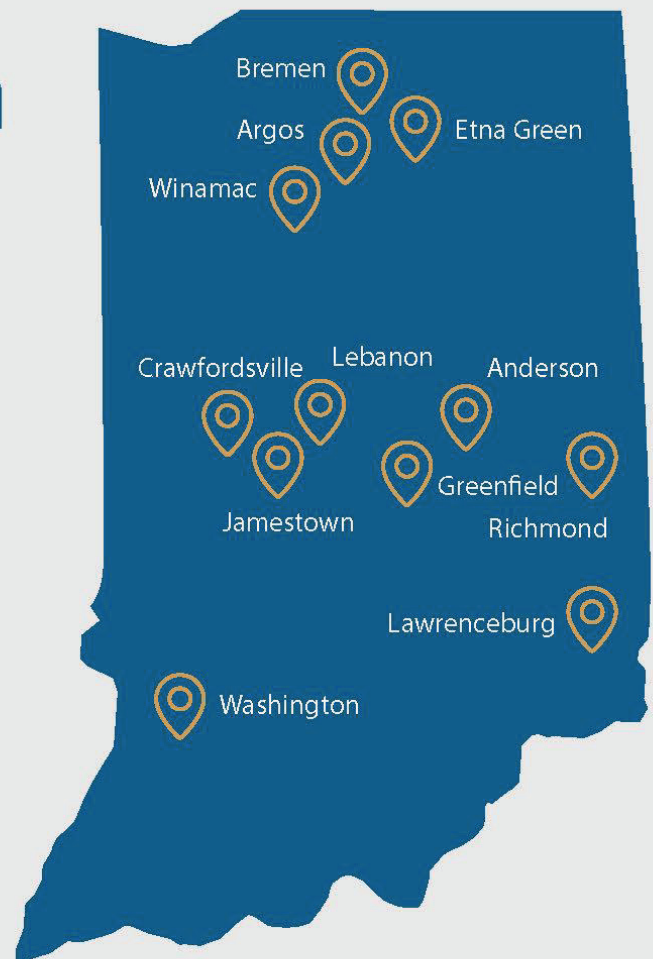 Bremen
Argos
Etna Green
Winamac
Crawfordsville
Lebanon
Anderson
Greenfield
Jamestown
Richmond
Lawrenceburg
Washington